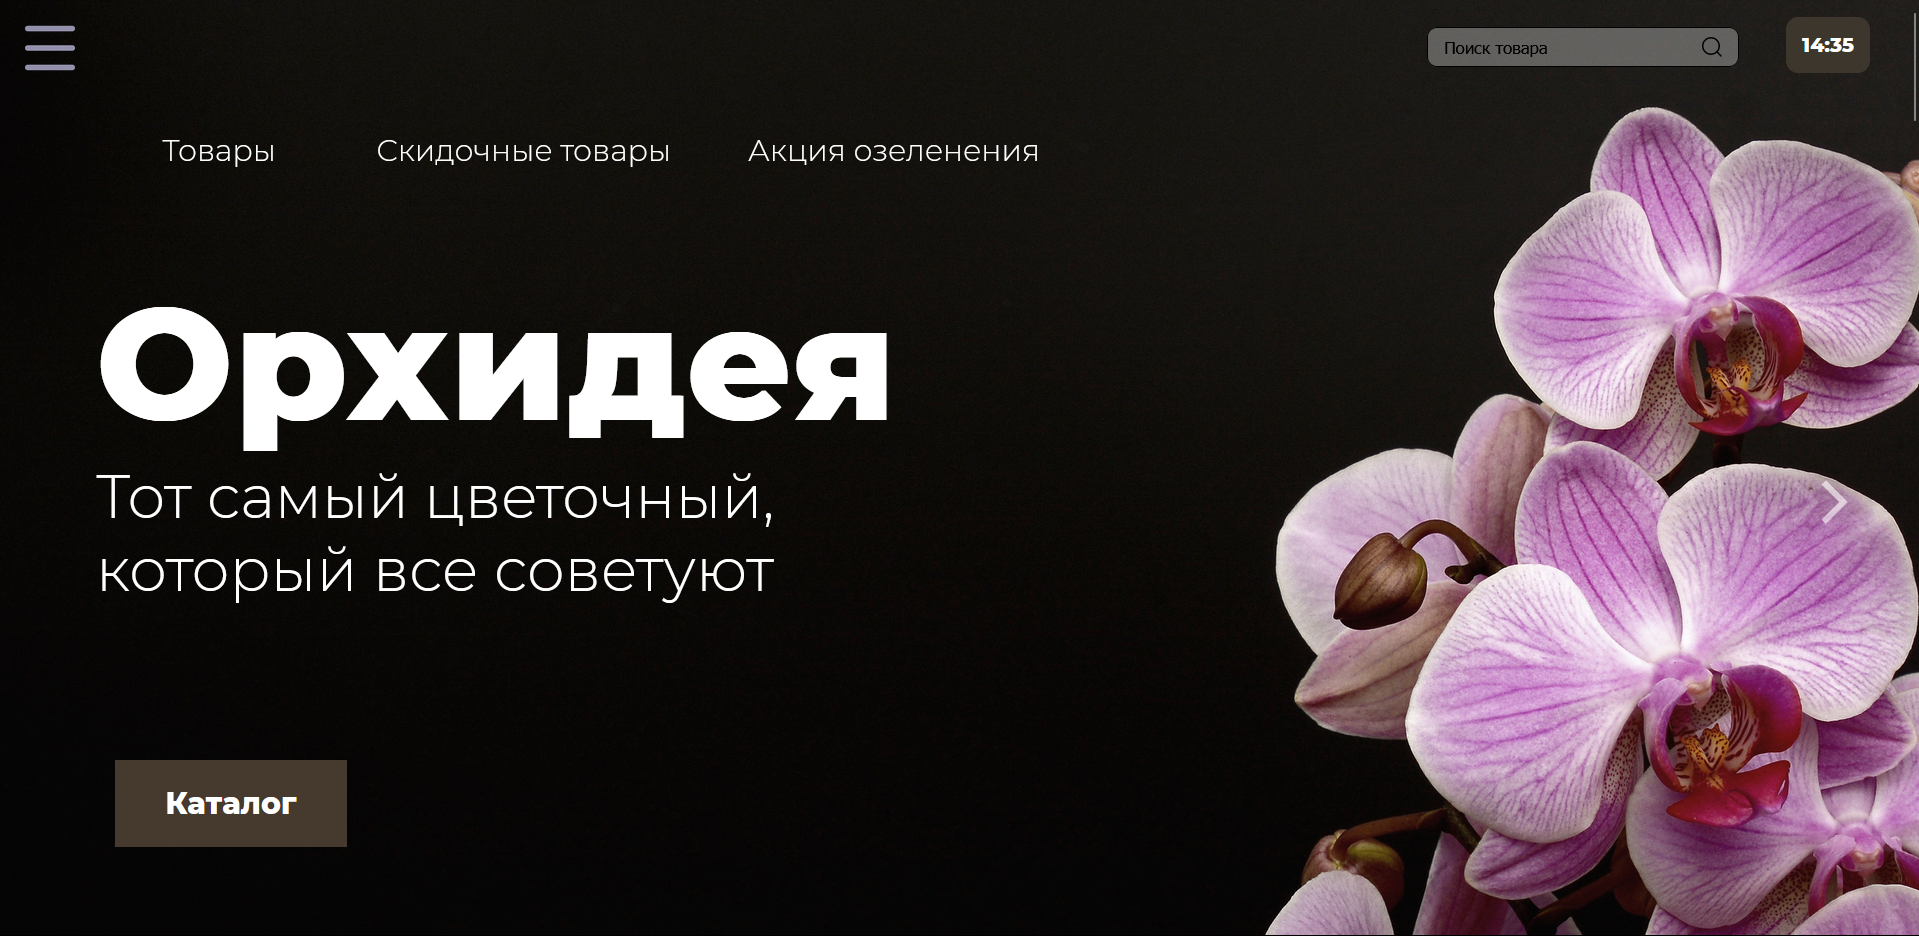 Поиск товара
14:35
Товары
Скидочные товары
Акция озеленения
Орхидея
Тот самый цветочный,
который все советуют
Каталог